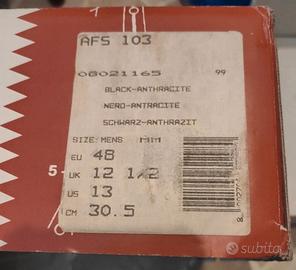 AFS 103
08021165 99
BLACK-ANTHRACITE
NERO-ANTRACITE
SCHWARZ-ANTHRAZIT
SIZE: MENS MM
EU 48
5-
UK 12 1/2
US 13
CM 30.5
subito